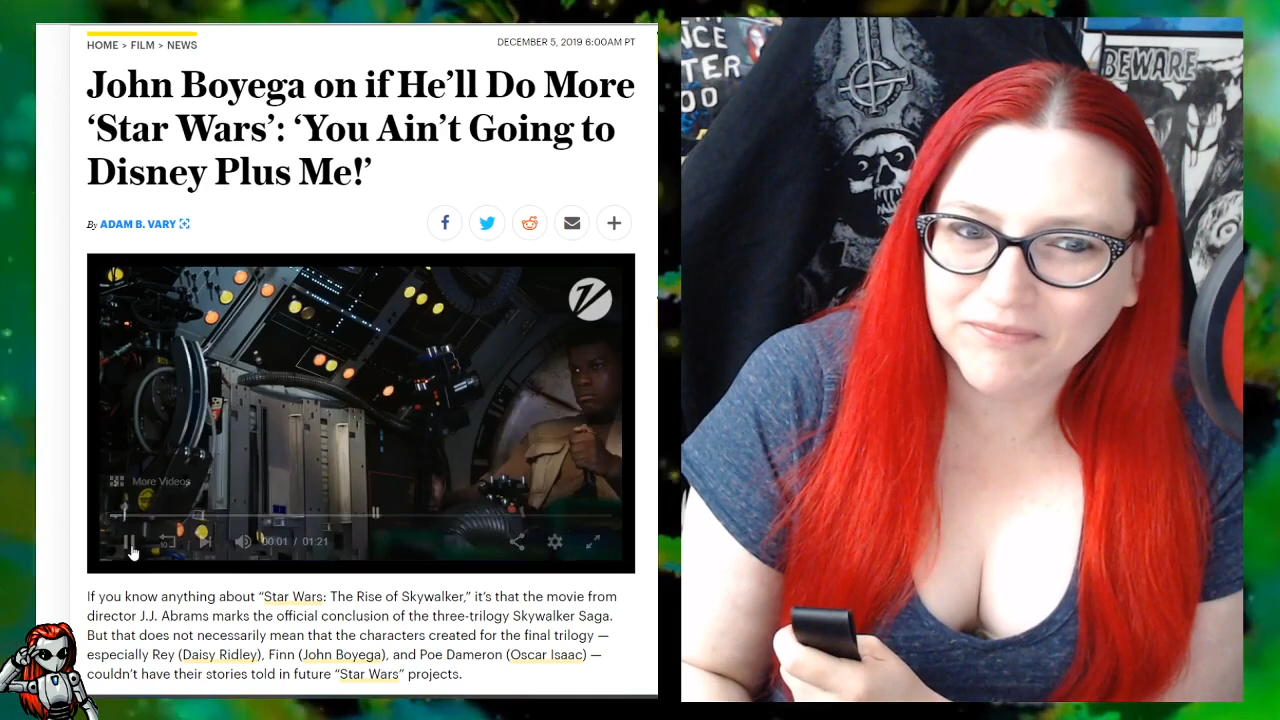 HOME > FILM > NEWS
DECEMBER 5, 2019 6:00AM PT
John Boyega on if He’ll Do More
‘Star Wars’: ‘You Ain’t Going to
Disney Plus Me!’
By ADAM B. VARY
More Videos
00:01 / 01:21
If you know anything about “Star Wars: The Rise of Skywalker,” it’s that the movie from
director J.J. Abrams marks the official conclusion of the three-trilogy Skywalker Saga.
But that does not necessarily mean that the characters created for the final trilogy —
especially Rey (Daisy Ridley), Finn (John Boyega), and Poe Dameron (Oscar Isaac) —
couldn’t have their stories told in future “Star Wars” projects.
BEWARE